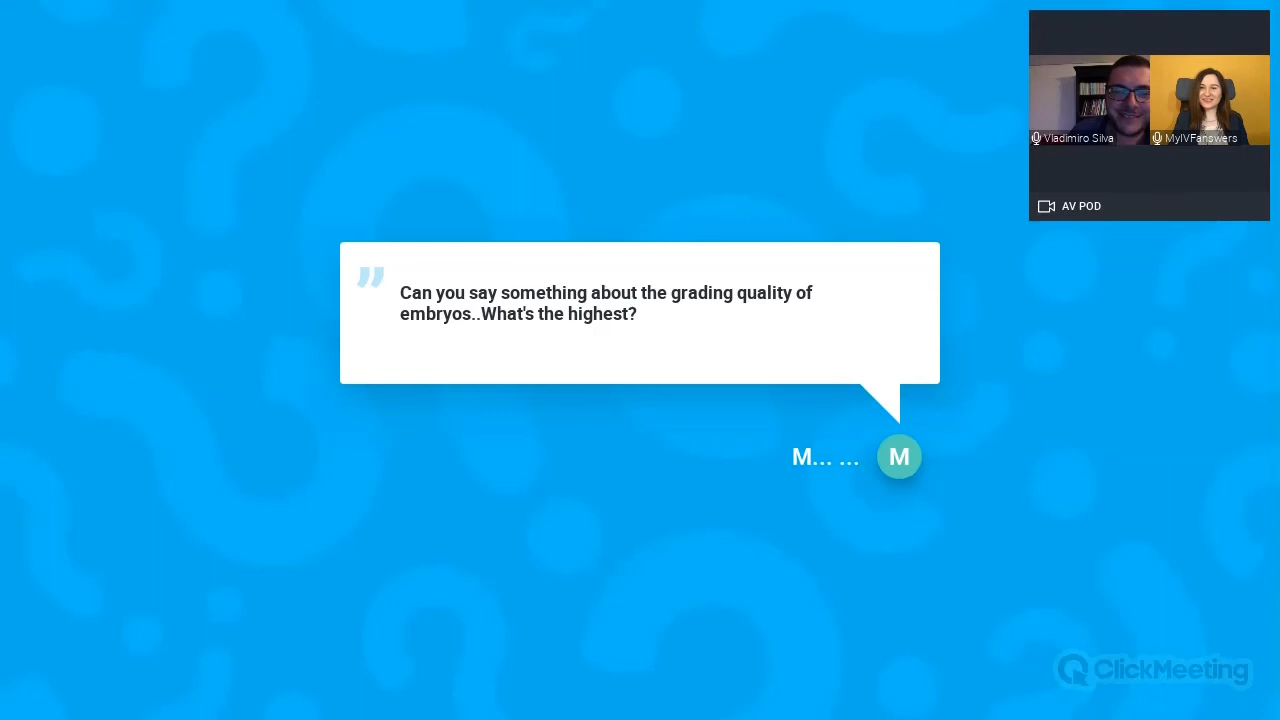 Vladimiro Silva
MyIVFanswers
AV POD
Can you say something about the grading quality of
embryos..What's the highest?
M... ...
M
ClickMeeting